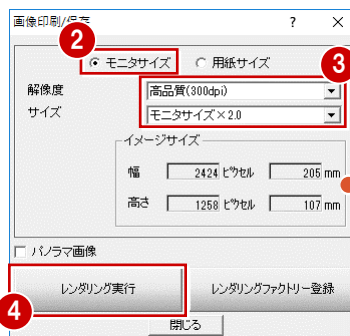 画像印刷/保存 ? ×
2
モニタサイズ 用紙サイズ
3
解像度 高品質(300dpi)
サイズ モニタサイズ×2.0
イメージサイズ
幅 2424 ピクセル 205 mm
高さ 1258 ピクセル 107 mm
パノラマ画像
レンダリング実行 レンダリングファクトリー登録
4
閉じる